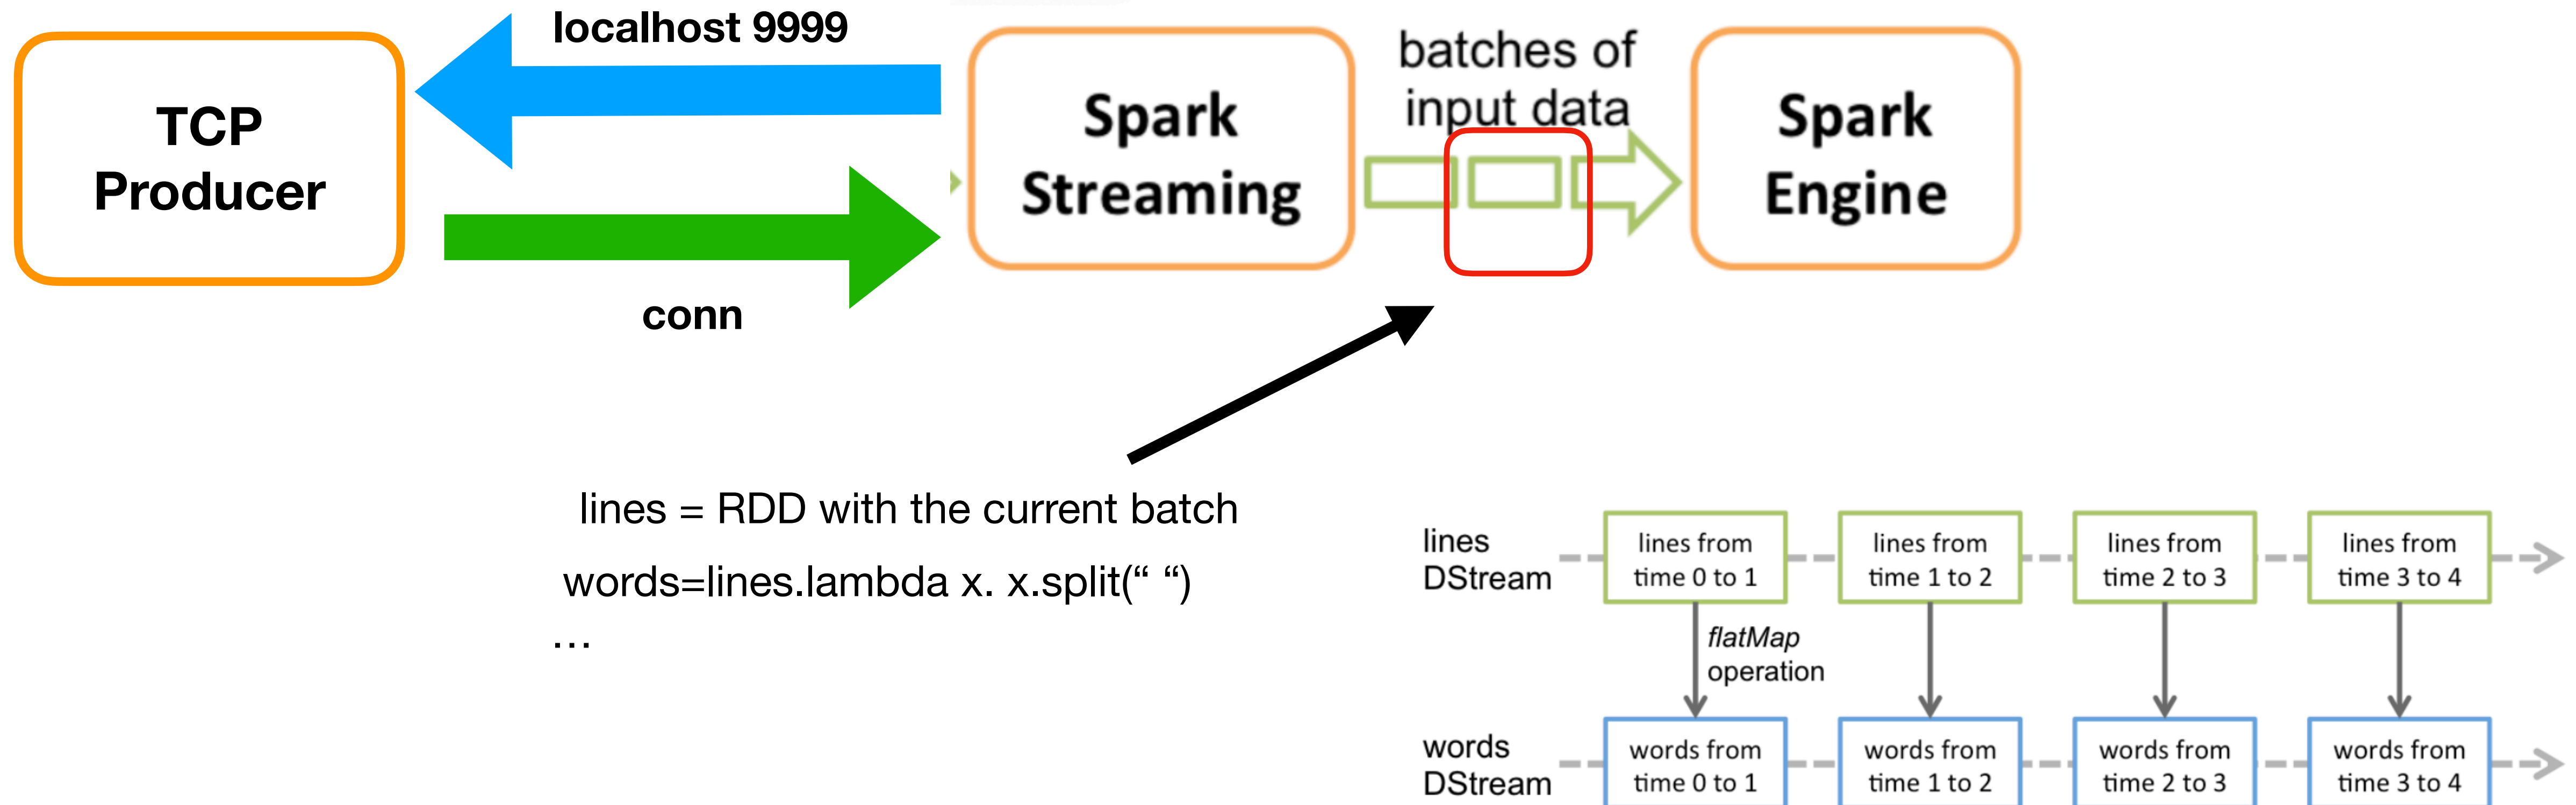 localhost 9999
TCP
Producer
conn
Spark
Streaming
batches of
input data
Spark
Engine
lines = RDD with the current batch
words=lines.lambda x. x.split(“ “)
...
lines
DStream
lines from
time 0 to 1
lines from
time 1 to 2
lines from
time 2 to 3
lines from
time 3 to 4
flatMap
operation
words
DStream
words from
time 0 to 1
words from
time 1 to 2
words from
time 2 to 3
words from
time 3 to 4